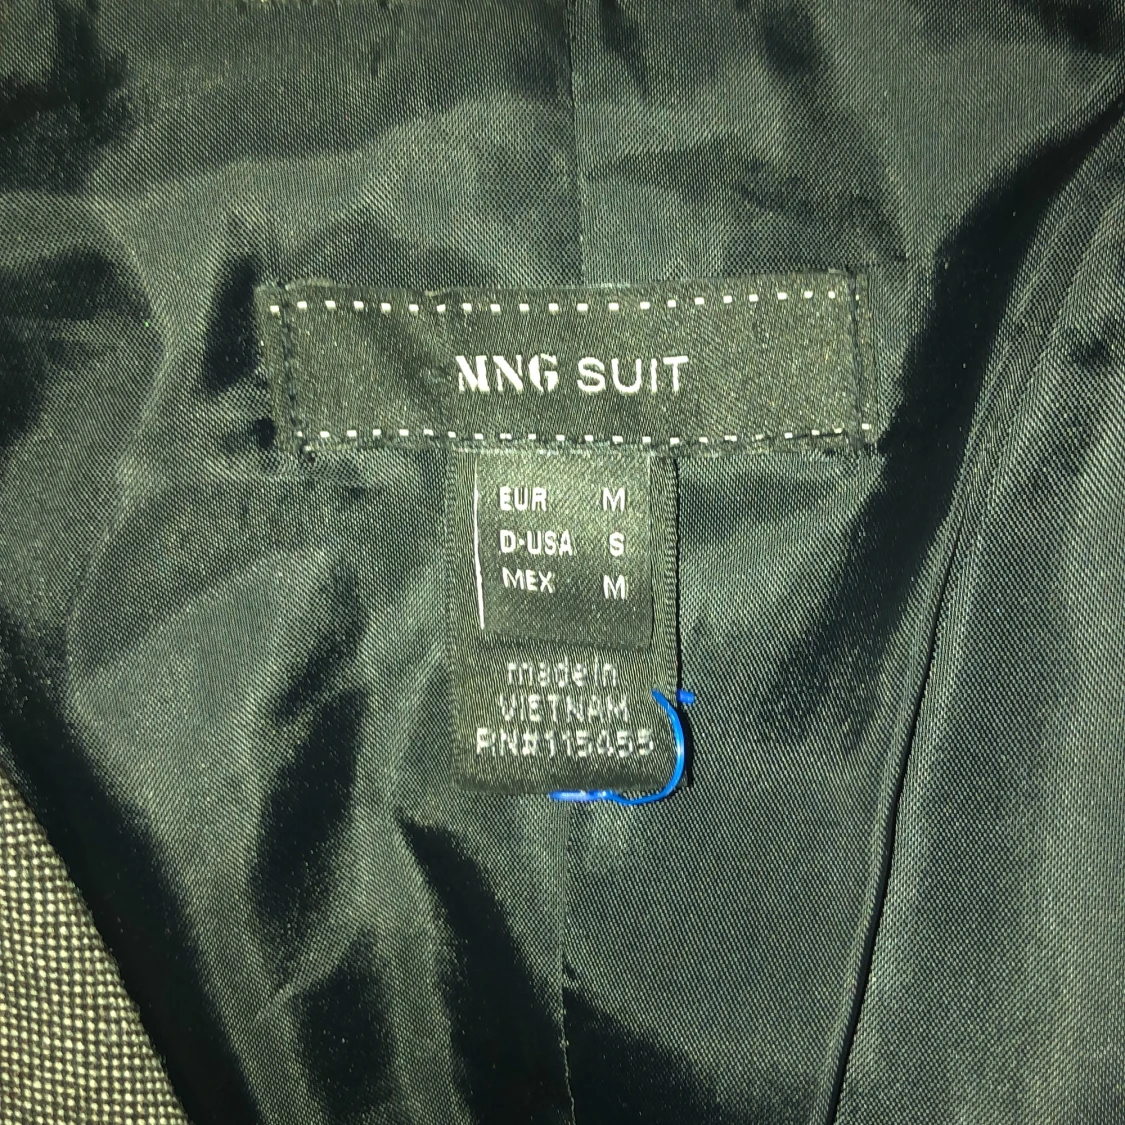 MNG SUIT
EUR M
D-USA S
MEX M
made in
VIETNAM
RN#115455